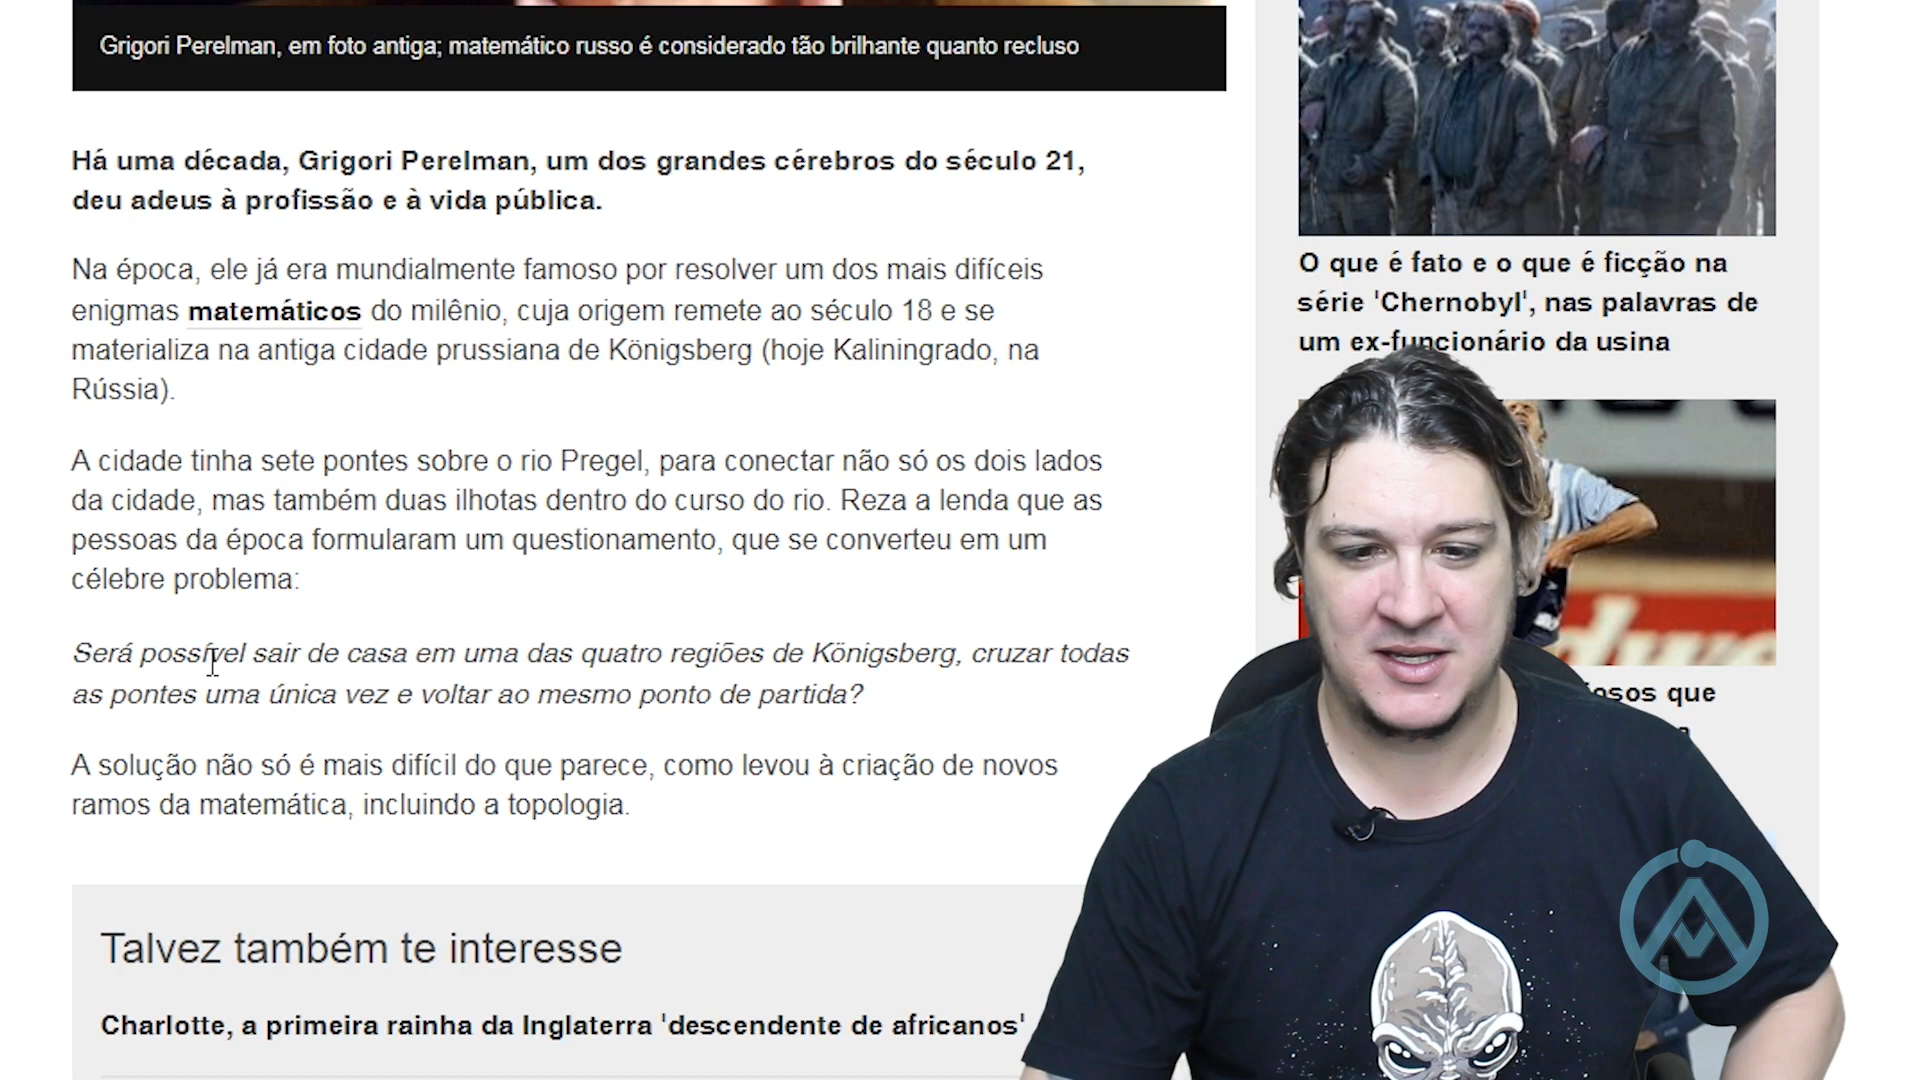 Grigori Perelman, em foto antiga; matemático russo é considerado tão brilhante quanto recluso
Há uma década, Grigori Perelman, um dos grandes cérebros do século 21,
deu adeus à profissão e à vida pública.
Na época, ele já era mundialmente famoso por resolver um dos mais difíceis
enigmas matemáticos do milênio, cuja origem remete ao século 18 e se
materializa na antiga cidade prussiana de Königsberg (hoje Kaliningrado, na
Rússia).
A cidade tinha sete pontes sobre o rio Pregel, para conectar não só os dois lados
da cidade, mas também duas ilhotas dentro do curso do rio. Reza a lenda que as
pessoas da época formularam um questionamento, que se converteu em um
célebre problema:
Será possível sair de casa em uma das quatro regiões de Königsberg, cruzar todas
as pontes uma única vez e voltar ao mesmo ponto de partida?
A solução não só é mais difícil do que parece, como levou à criação de novos
ramos da matemática, incluindo a topologia.
Talvez também te interesse
Charlotte, a primeira rainha da Inglaterra 'descendente de africanos'
O que é fato e o que é ficção na
série 'Chernobyl', nas palavras de
um ex-funcionário da usina
que